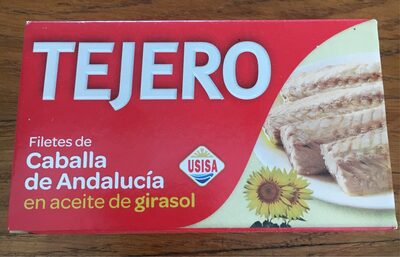 TEJERO
Filetes de
Caballa
de Andalucía
en aceite de girasol
USISA